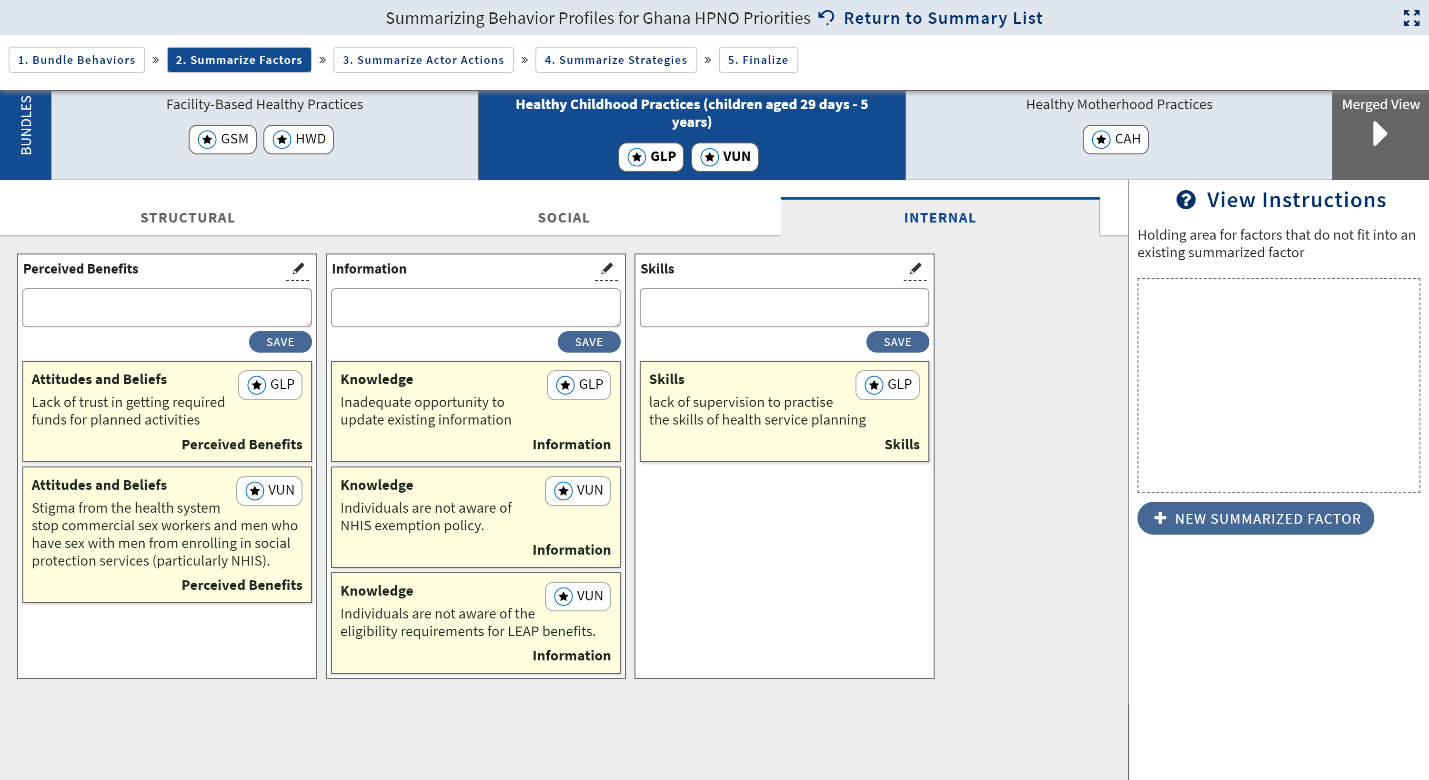 Summarizing Behavior Profiles for Ghana HPNO Priorities Return to Summary List
1. Bundle Behaviors » 2. Summarize Factors » 3. Summarize Actor Actions » 4. Summarize Strategies » 5. Finalize
BUNDLES
Facility-Based Healthy Practices
GSM HWD
Healthy Childhood Practices (children aged 29 days - 5
years)
GLP VUN
Healthy Motherhood Practices
CAH
Merged View
STRUCTURAL SOCIAL INTERNAL
Perceived Benefits
SAVE
Attitudes and Beliefs GLP
Lack of trust in getting required
funds for planned activities
Perceived Benefits
Attitudes and Beliefs VUN
Stigma from the health system
stop commercial sex workers and men who
have sex with men from enrolling in social
protection services (particularly NHIS).
Perceived Benefits
Information
SAVE
Knowledge GLP
Inadequate opportunity to
update existing information
Information
Knowledge VUN
Individuals are not aware of
NHIS exemption policy.
Information
Knowledge VUN
Individuals are not aware of the
eligibility requirements for LEAP benefits.
Information
Skills
SAVE
Skills GLP
lack of supervision to practise
the skills of health service planning
Skills
View Instructions
Holding area for factors that do not fit into an
existing summarized factor
+ NEW SUMMARIZED FACTOR